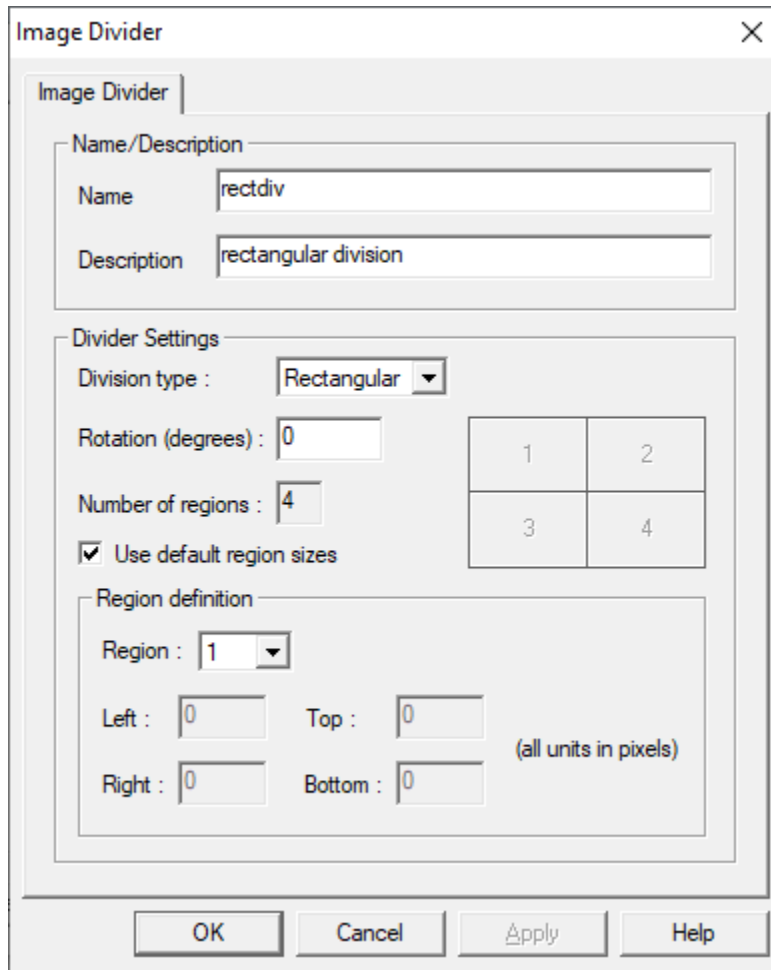 Image Divider
Image Divider
Name/Description
Name rectdiv
Description rectangular division
Divider Settings
Division type : Rectangular
Rotation (degrees) : 0
1 2
Number of regions : 4
3 4
Use default region sizes
Region definition
Region : 1
Left : 0 Top : 0
(all units in pixels)
Right : 0 Bottom : 0
OK Cancel Apply Help